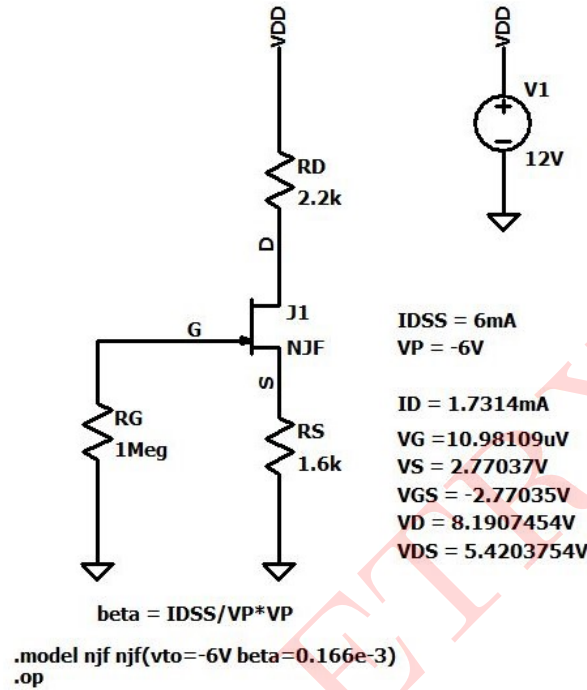 VDD
VDD
V1
12V
RD
2.2k
D
J1
NJF
G
S
RG
1Meg
RS
1.6k
IDSS = 6mA
VP = -6V
ID = 1.7314mA
VG =10.98109uV
VS = 2.77037V
VGS = -2.77035V
VD = 8.1907454V
VDS = 5.4203754V
beta = IDSS/VP*VP
.model njf njf(vto=-6V beta=0.166e-3)
.op
ETRY